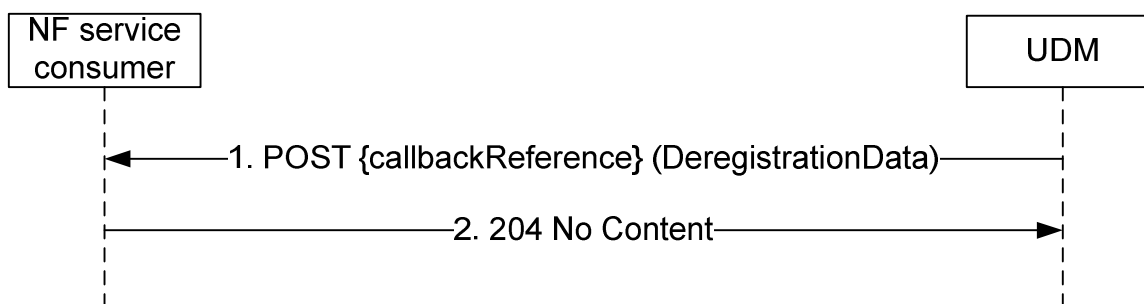 NF service
consumer
UDM
1. POST {callbackReference} (DeregistrationData)
2. 204 No Content